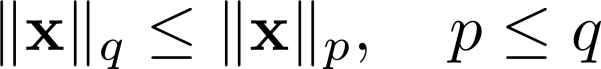 ‖𝐱‖_q ≤ ‖𝐱‖_p,  p ≤ q